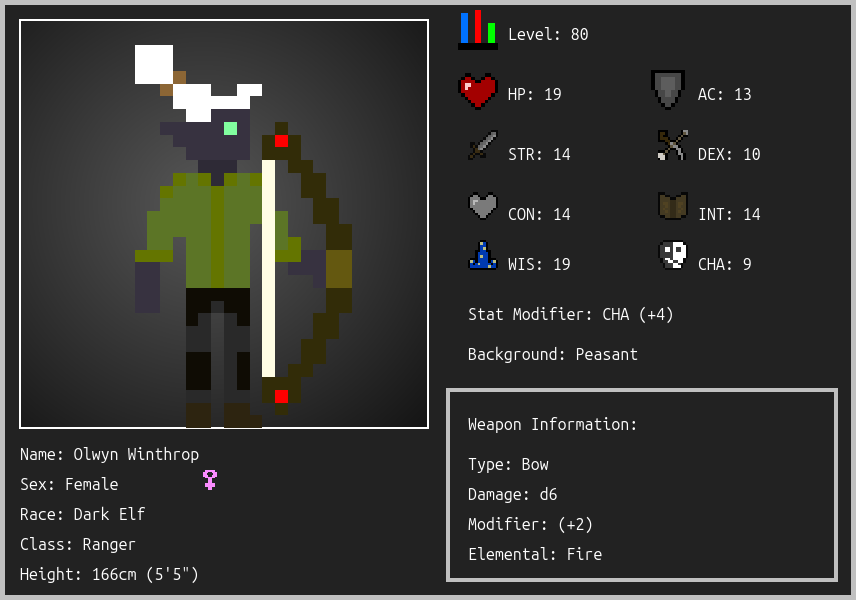 Level: 80
HP: 19
AC: 13
STR: 14
DEX: 10
CON: 14
INT: 14
WIS: 19
CHA: 9
Stat Modifier: CHA (+4)
Background: Peasant
Weapon Information:
Type: Bow
Damage: d6
Modifier: (+2)
Elemental: Fire
Name: Olwyn Winthrop
Sex: Female
Race: Dark Elf
Class: Ranger
Height: 166cm (5'5")